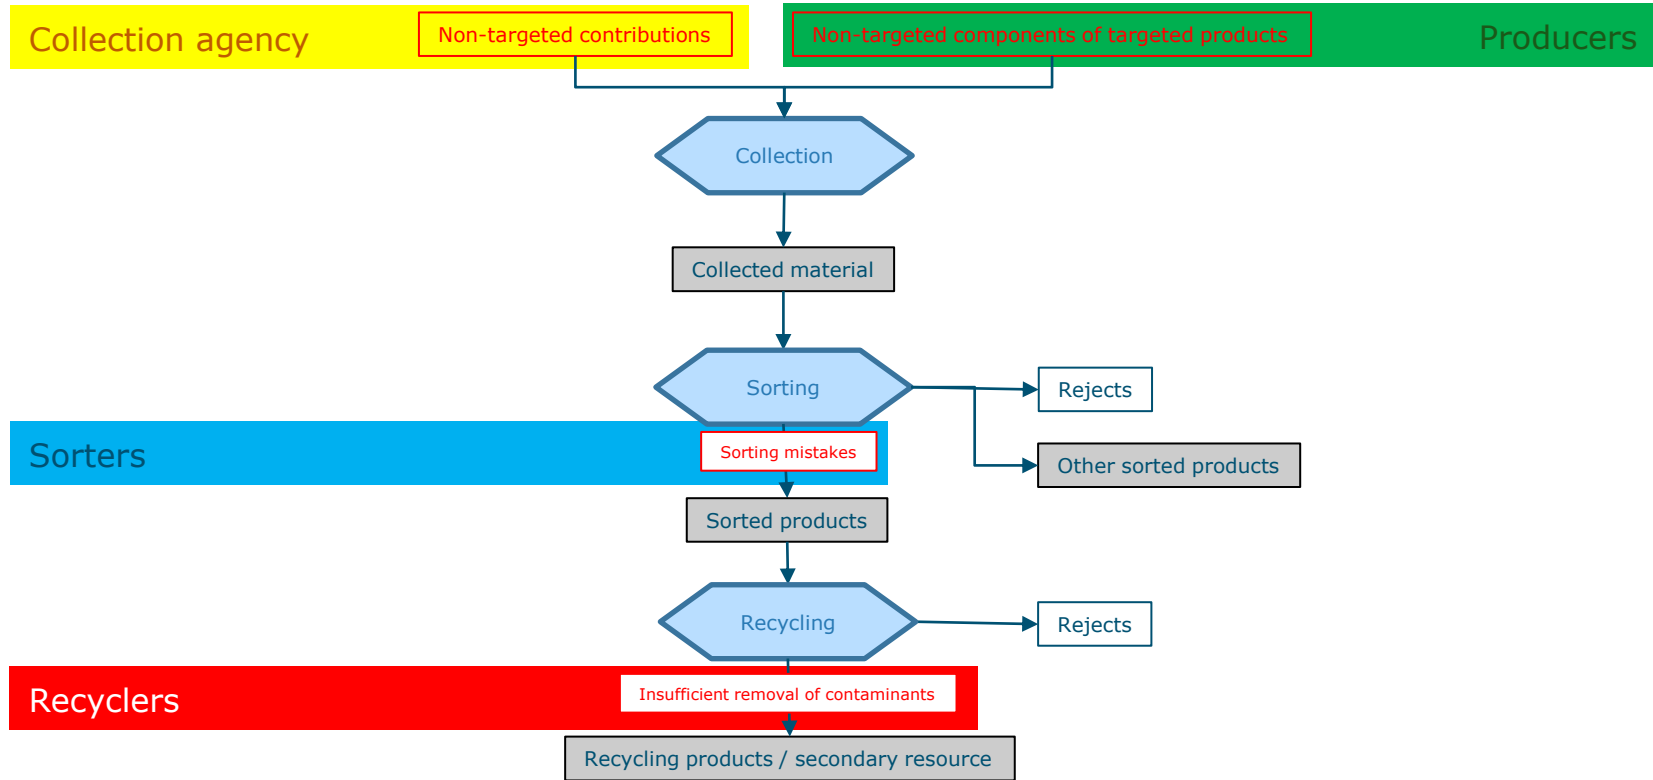 Collection agency
Non-targeted contributions
Non-targeted components of targeted products
Producers
Collection
Collected material
Sorting
Rejects
Sorters
Sorting mistakes
Other sorted products
Sorted products
Recycling
Rejects
Recyclers
Insufficient removal of contaminants
Recycling products / secondary resource